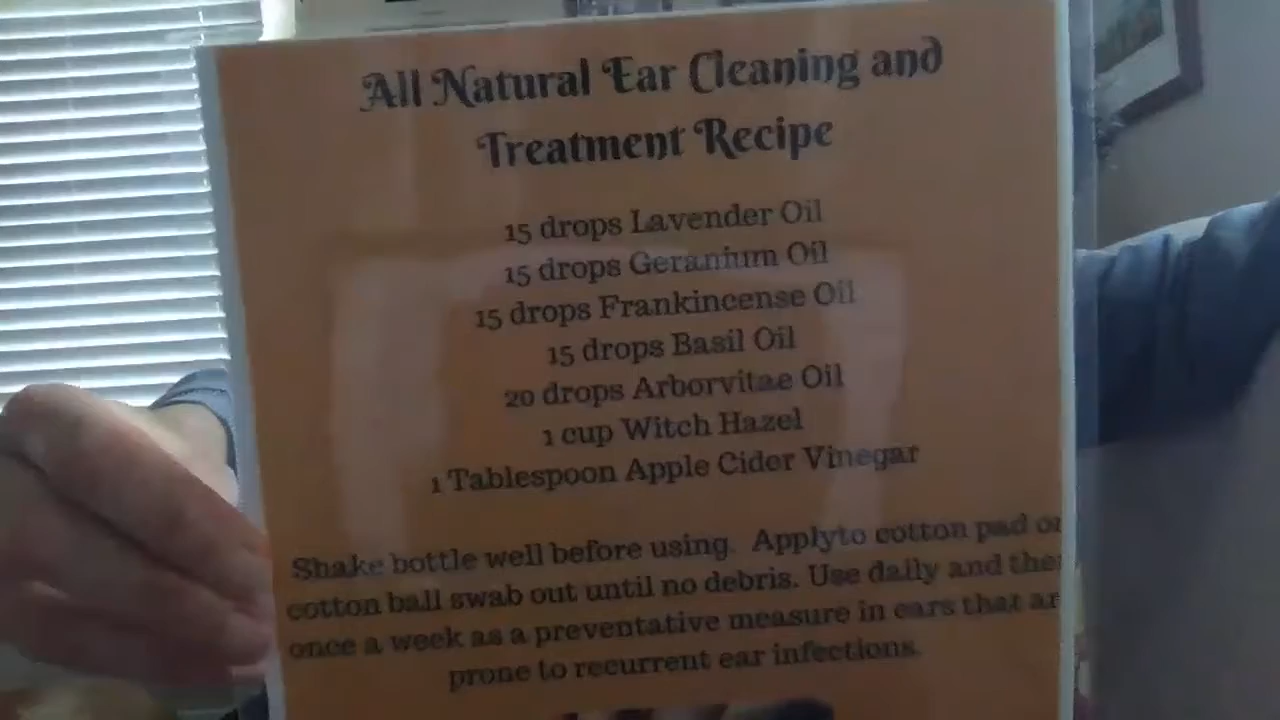 All Natural Ear Cleaning and
Treatment Recipe
15 drops Lavender Oil
15 drops Geranium Oil
15 drops Frankincense Oil
15 drops Basil Oil
20 drops Arborvitae Oil
1 cup Witch Hazel
1 Tablespoon Apple Cider Vinegar
Shake bottle well before using. Applyto cotton pad or
cotton ball swab out until no debris. Use daily and the
once a week as a preventative measure in ears that ar
prone to recurrent ear infections.